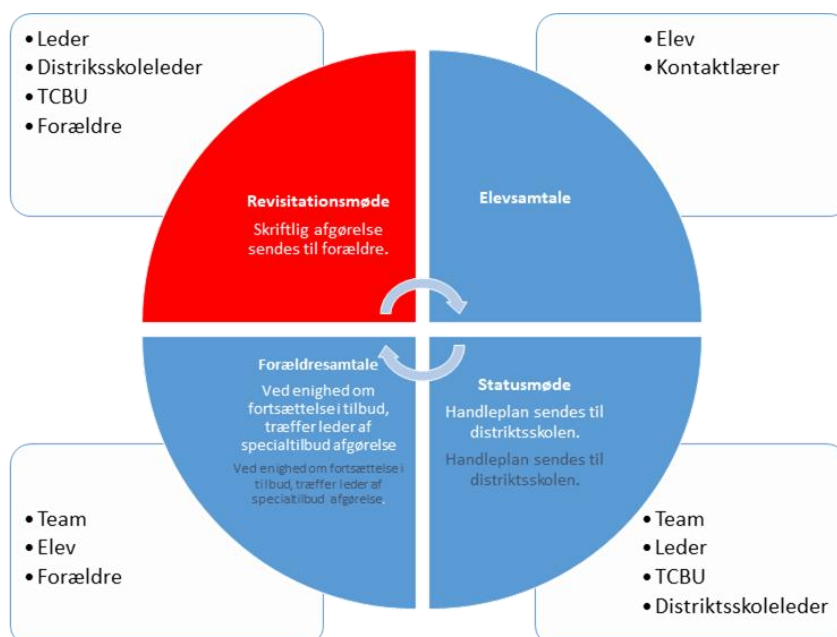 • Leder
• Distriksskoleleder
• TCBU
• Forældre
• Elev
• Kontaktlærer
Revisitationsmøde
Skriftlig afgørelse
sendes til forældre.
Elevsamtale
Forældresamtale
Ved enighed om
fortsættelse i tilbud,
træffer leder af
specialtilbud afgørelse
Ved enighed om fortsættelse i
tilbud, træffer leder af
specialtilbud afgørelse.
Statusmøde
Handleplan sendes til
distriktsskolen.
Handleplan sendes til
distriktsskolen.
• Team
• Elev
• Forældre
• Team
• Leder
• TCBU
• Distriktsskoleleder